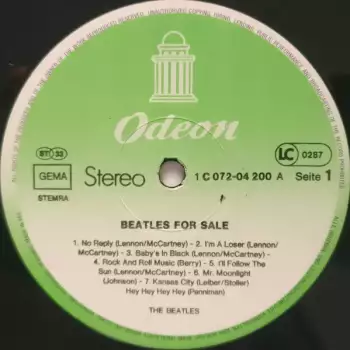 Odeon
ST 33
GEMA
STEMRA
Stereo
1 C 072-04 200 A
LC 0287
Seite 1
BEATLES FOR SALE
1. No Reply (Lennon/McCartney) - 2. I'm A Loser (Lennon/
McCartney) - 3. Baby's In Black (Lennon/McCartney) -
4. Rock And Roll Music (Berry) - 5. I'll Follow The
Sun (Lennon/McCartney) - 6. Mr. Moonlight
(Johnson) - 7. Kansas City (Leiber/Stoller)
Hey Hey Hey Hey (Penniman)
THE BEATLES